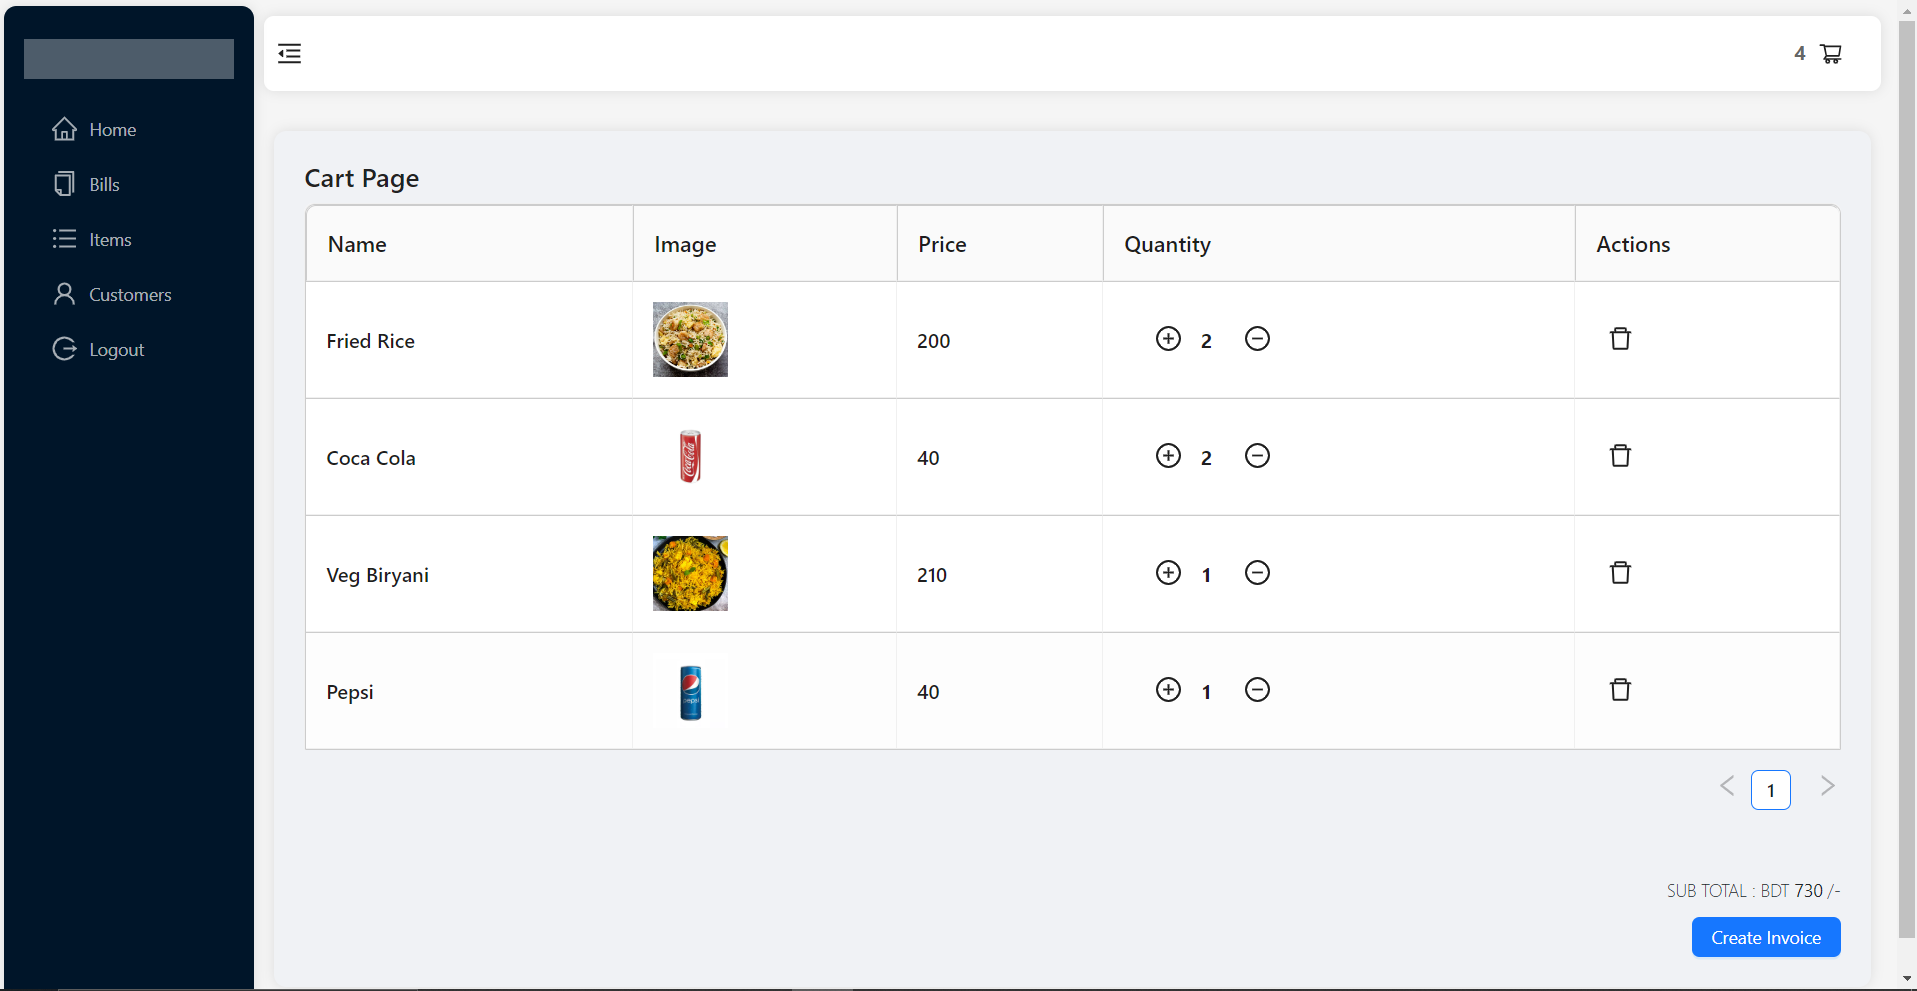 4
Home
Bills
Items
Customers
Logout
Cart Page
Name Image Price Quantity Actions
Fried Rice 200 2
Coca Cola 40 2
Veg Biryani 210 1
Pepsi 40 1
1
SUB TOTAL : BDT 730 /-
Create Invoice